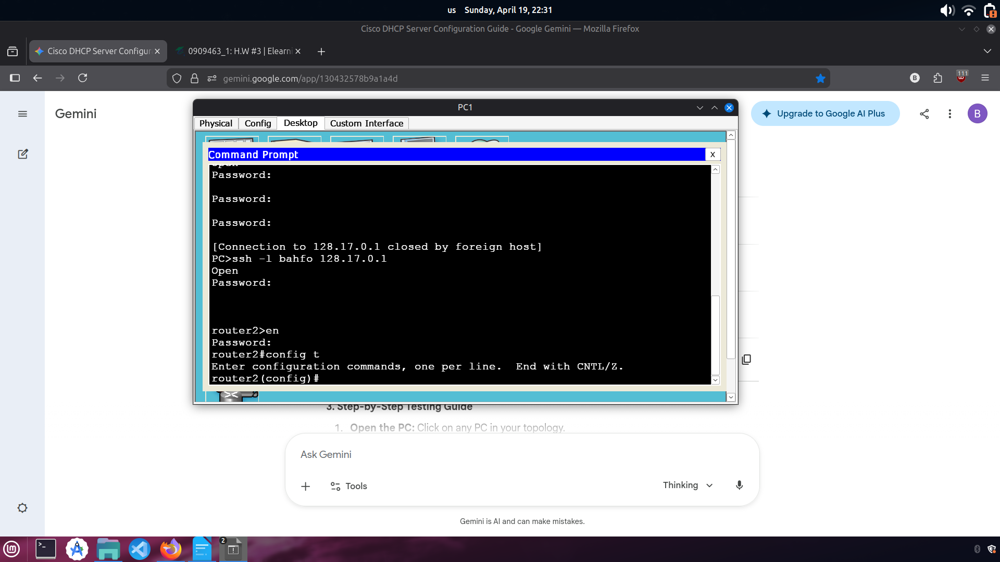 us Sunday, April 19, 22:31
Cisco DHCP Server Configuration Guide - Google Gemini — Mozilla Firefox
Cisco DHCP Server Configur
0909463_1: H.W #3 | Elearni
gemini.google.com/app/130432578b9a1a4d
B
111
Gemini
Upgrade to Google AI Plus
B
PC1
Physical
Config
Desktop
Custom Interface
Command Prompt
X
Open
Password:
Password:
Password:
[Connection to 128.17.0.1 closed by foreign host]
PC>ssh -l bahfo 128.17.0.1
Open
Password:
router2>en
Password:
router2#config t
Enter configuration commands, one per line.  End with CNTL/Z.
router2(config)#
3. Step-by-Step Testing Guide
1. Open the PC: Click on any PC in your topology.
Ask Gemini
Tools
Thinking
Gemini is AI and can make mistakes.
2